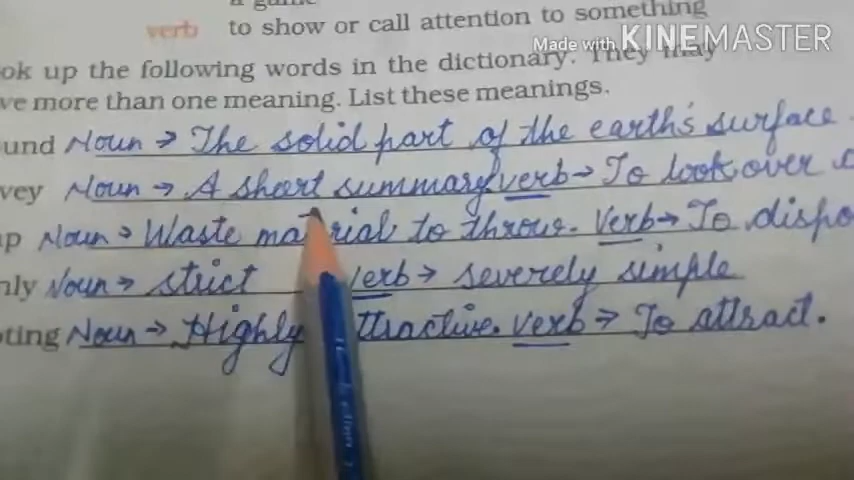 a game
verb to show or call attention to something
Made with KINEMASTER
ok up the following words in the dictionary. They may
ve more than one meaning. List these meanings.
und Noun → The solid part of the earth's surface.
vey Noun → A short summary verb → To look over
p Noun → Waste material to throw. Verb → To dispo
nly Noun → strict verb → severely simple
ting Noun → Highly attractive. verb → To attract.